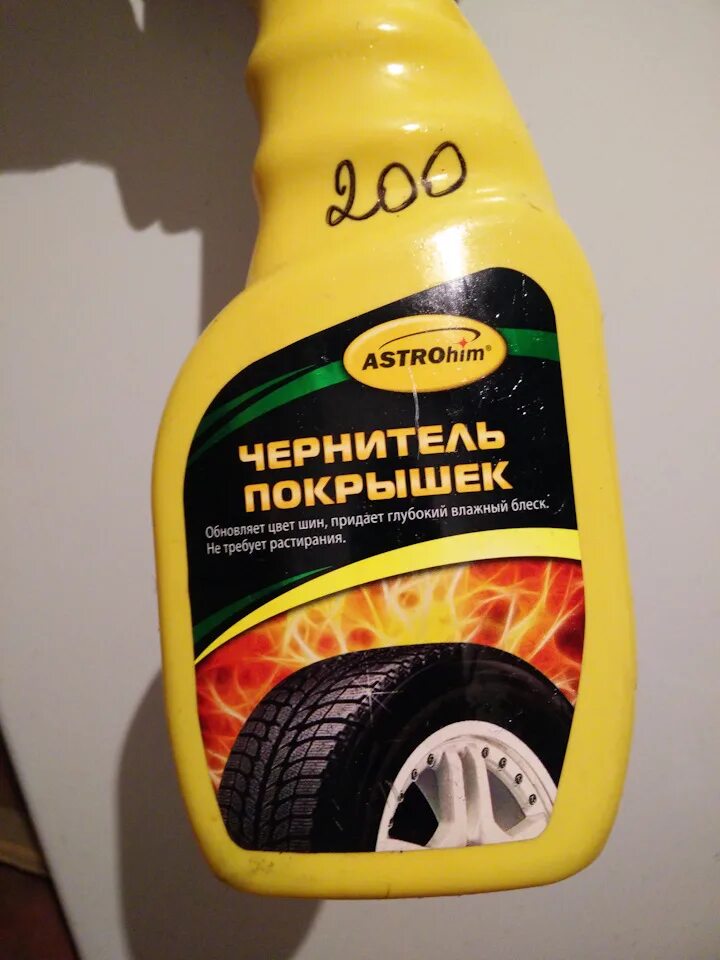 200
ASTROhim®
ЧЕРНИТЕЛЬ
ПОКРЫШЕК
Обновляет цвет шин, придает глубокий влажный блеск.
Не требует растирания.